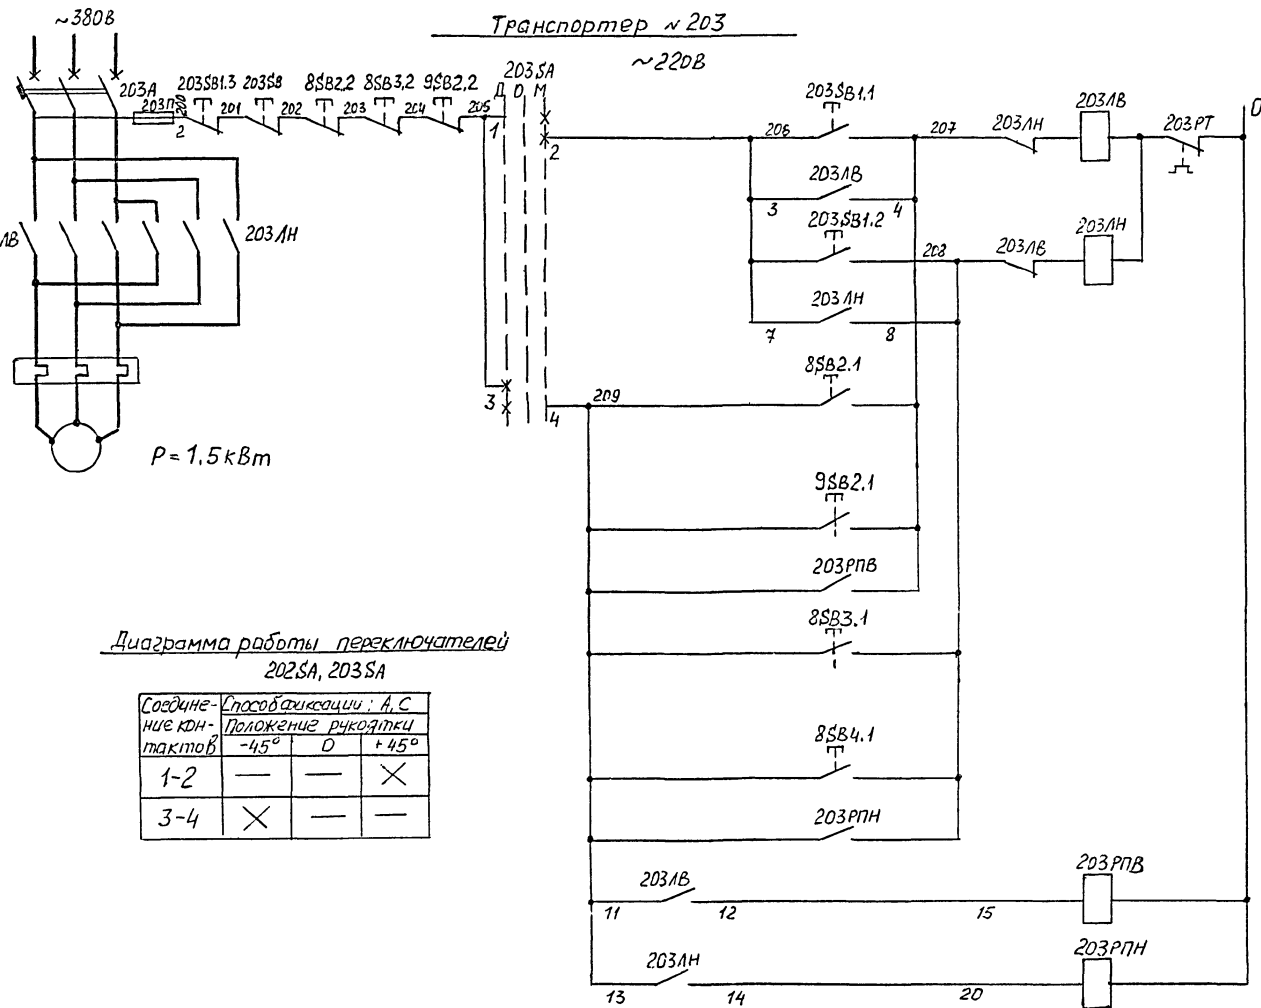 ~380В
Транспортер N 203
~220В
203А
203П
200
2
203SB1.3
201
203SB
202
8SB2.2
203
8SB3.2
204
9SB2.2
205
203SA
Д О М
1
2
206
203SB1.1
207
203ЛН
203ЛВ
203РТ
0
3
203ЛВ
4
203SB1.2
208
203ЛВ
203ЛН
7
203ЛН
8
ЛВ
203ЛН
3
4
209
8SB2.1
P=1.5кВт
9SB2.1
203РПВ
8SB3.1
8SB4.1
203РПН
11
203ЛВ
12
15
203РПВ
13
203ЛН
14
20
203РПН
Диаграмма работы переключателей
202SA, 203SA
Соедине-
ние кон-
тактов
Способ фиксации: А, С
Положение рукоятки
-45° 0 +45°
1-2 — — X
3-4 X — —